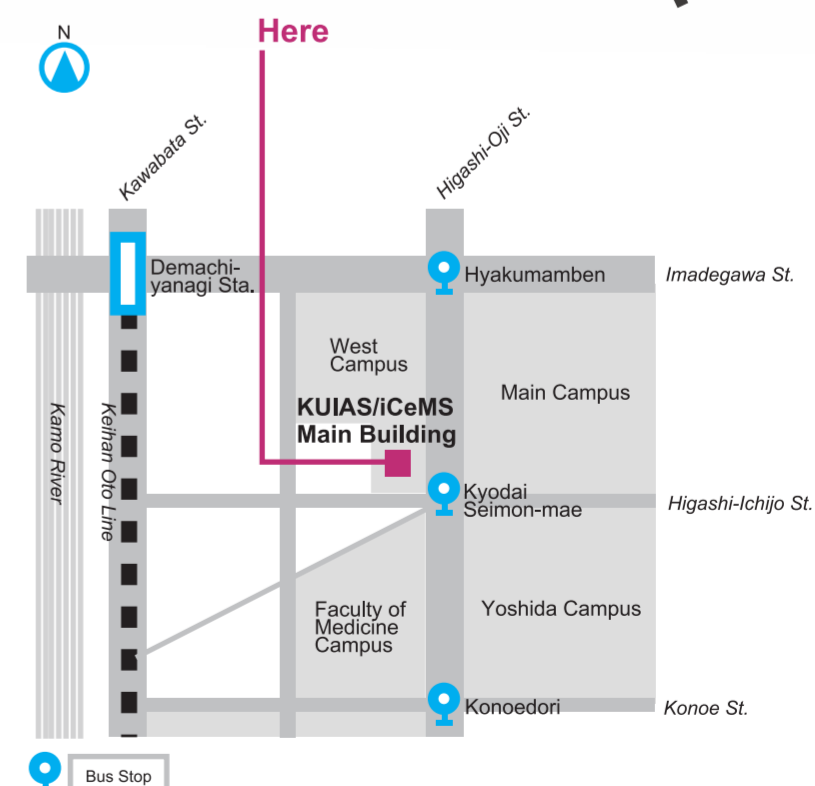 Here
N
Kawabata St.
Higashi-Oji St.
Demachi-
yanagi Sta.
Hyakumamben
Imadegawa St.
West
Campus
Main Campus
KUIAS/iCeMS
Main Building
Kamo River
Keihan Oto Line
Kyodai
Seimon-mae
Higashi-Ichijo St.
Faculty of
Medicine
Campus
Yoshida Campus
Konoedori
Konoe St.
Bus Stop